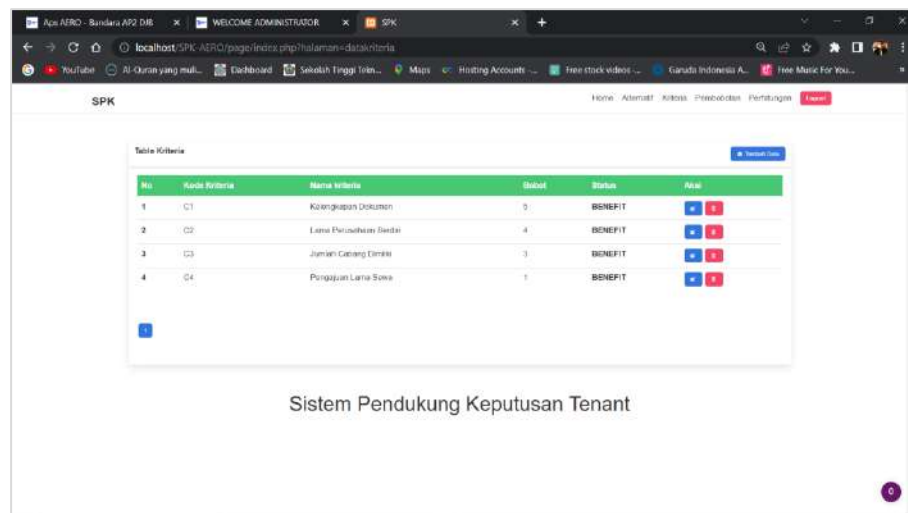 Aps AERO - Bandara AP2 DJB
WELCOME ADMINISTRATOR
SPK
localhost/SPK-AERO/page/index.php?halaman=datakriteria
YouTube
Al-Quran yang muli...
Dashboard
Sekolah Tinggi Tekn...
Maps
Hosting Accounts -...
Free stock videos -...
Garuda Indonesia A...
Free Music For You...
SPK
Home Alternatif Kriteria Pembobotan Perhitungan Logout
Table Kriteria
Tambah Data
No Kode Kriteria Nama kriteria Bobot Status Aksi
1 C1 Kelengkapan Dokumen 5 BENEFIT
2 C2 Lama Perusahaan Berdiri 4 BENEFIT
3 C3 Jumlah Cabang Dimiliki 3 BENEFIT
4 C4 Pengajuan Lama Sewa 1 BENEFIT
1
Sistem Pendukung Keputusan Tenant
0